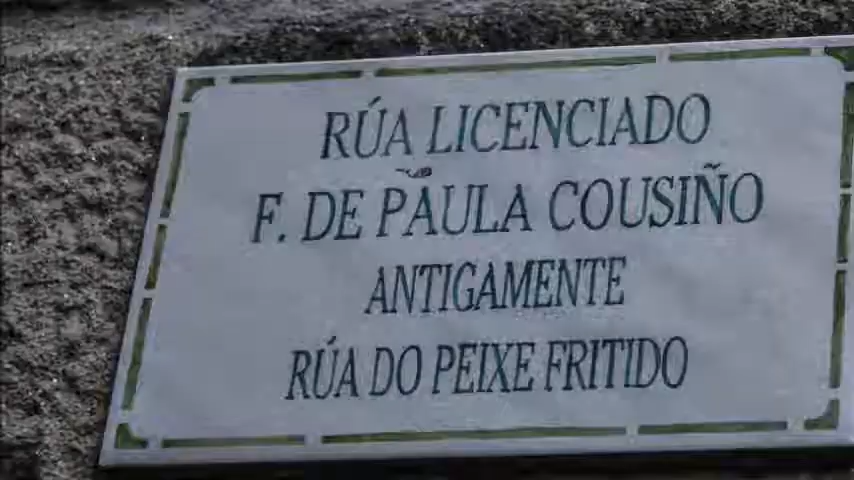 RÚA LICENCIADO
F. DE PAULA COUSIÑO
ANTIGAMENTE
RÚA DO PEIXE FRITIDO